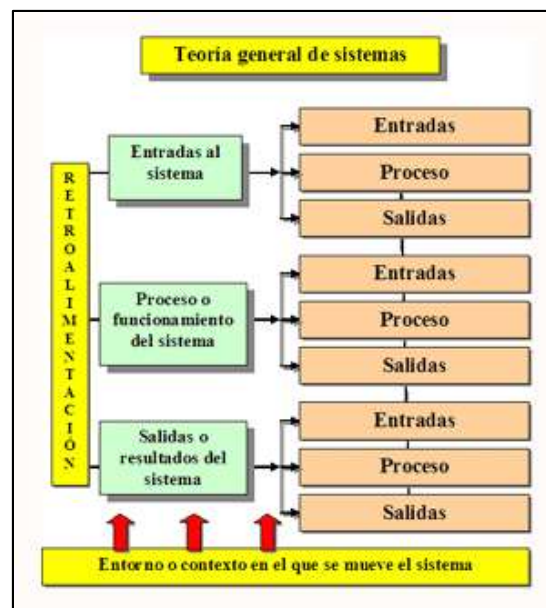 Teoría general de sistemas
RETROALIMENTACIÓN
Entradas al
sistema
Entradas
Proceso
Salidas
Proceso o
funcionamiento
del sistema
Entradas
Proceso
Salidas
Salidas o
resultados del
sistema
Entradas
Proceso
Salidas
Entorno o contexto en el que se mueve el sistema